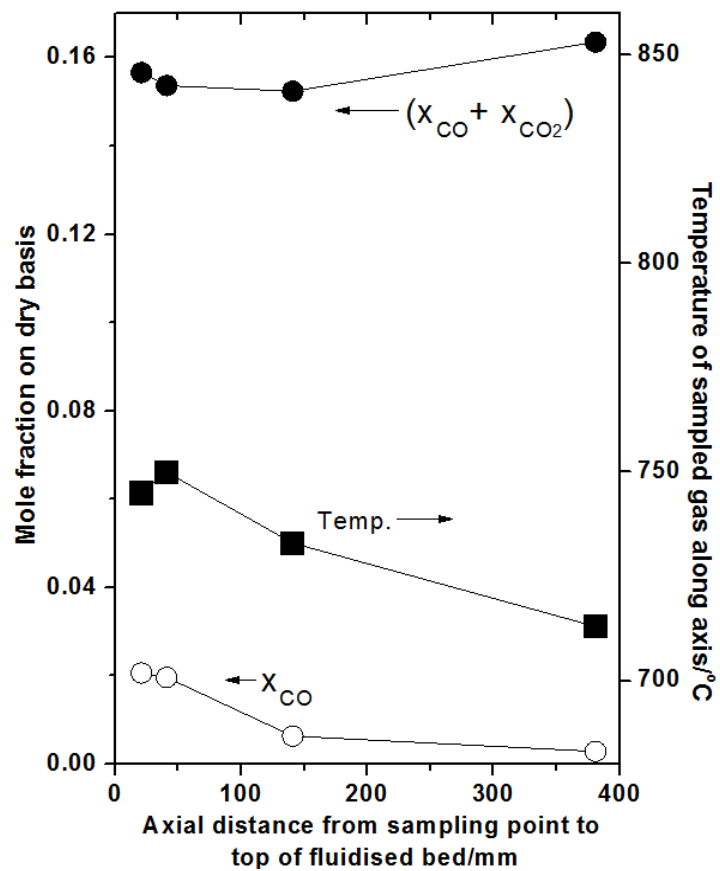 Mole fraction on dry basis
0.16
0.12
0.08
0.04
0.00
(xCO + xCO2)
Temp.
xCO
850
800
750
700
Temperature of sampled gas along axis/°C
0
100
200
300
400
Axial distance from sampling point to
top of fluidised bed/mm